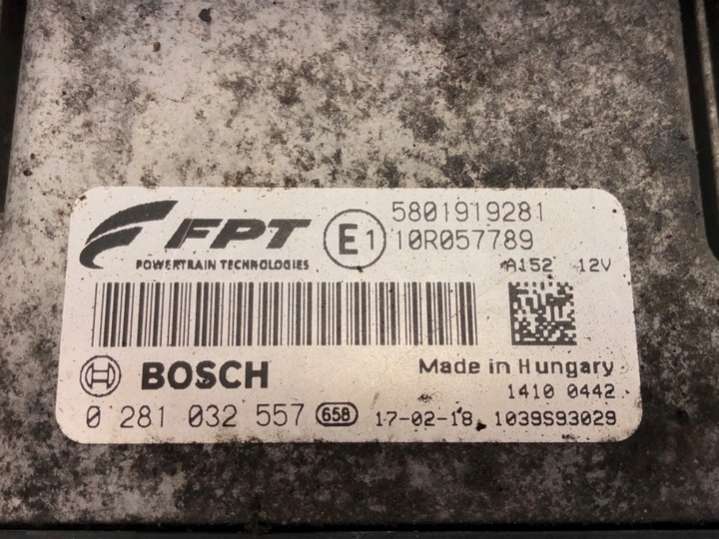 FPT
POWERTRAIN TECHNOLOGIES
E1
5801919281
10R057789
A152 12V
BOSCH
Made in Hungary
1410 0442
0 281 032 557 658 17-02-18 1039S93029